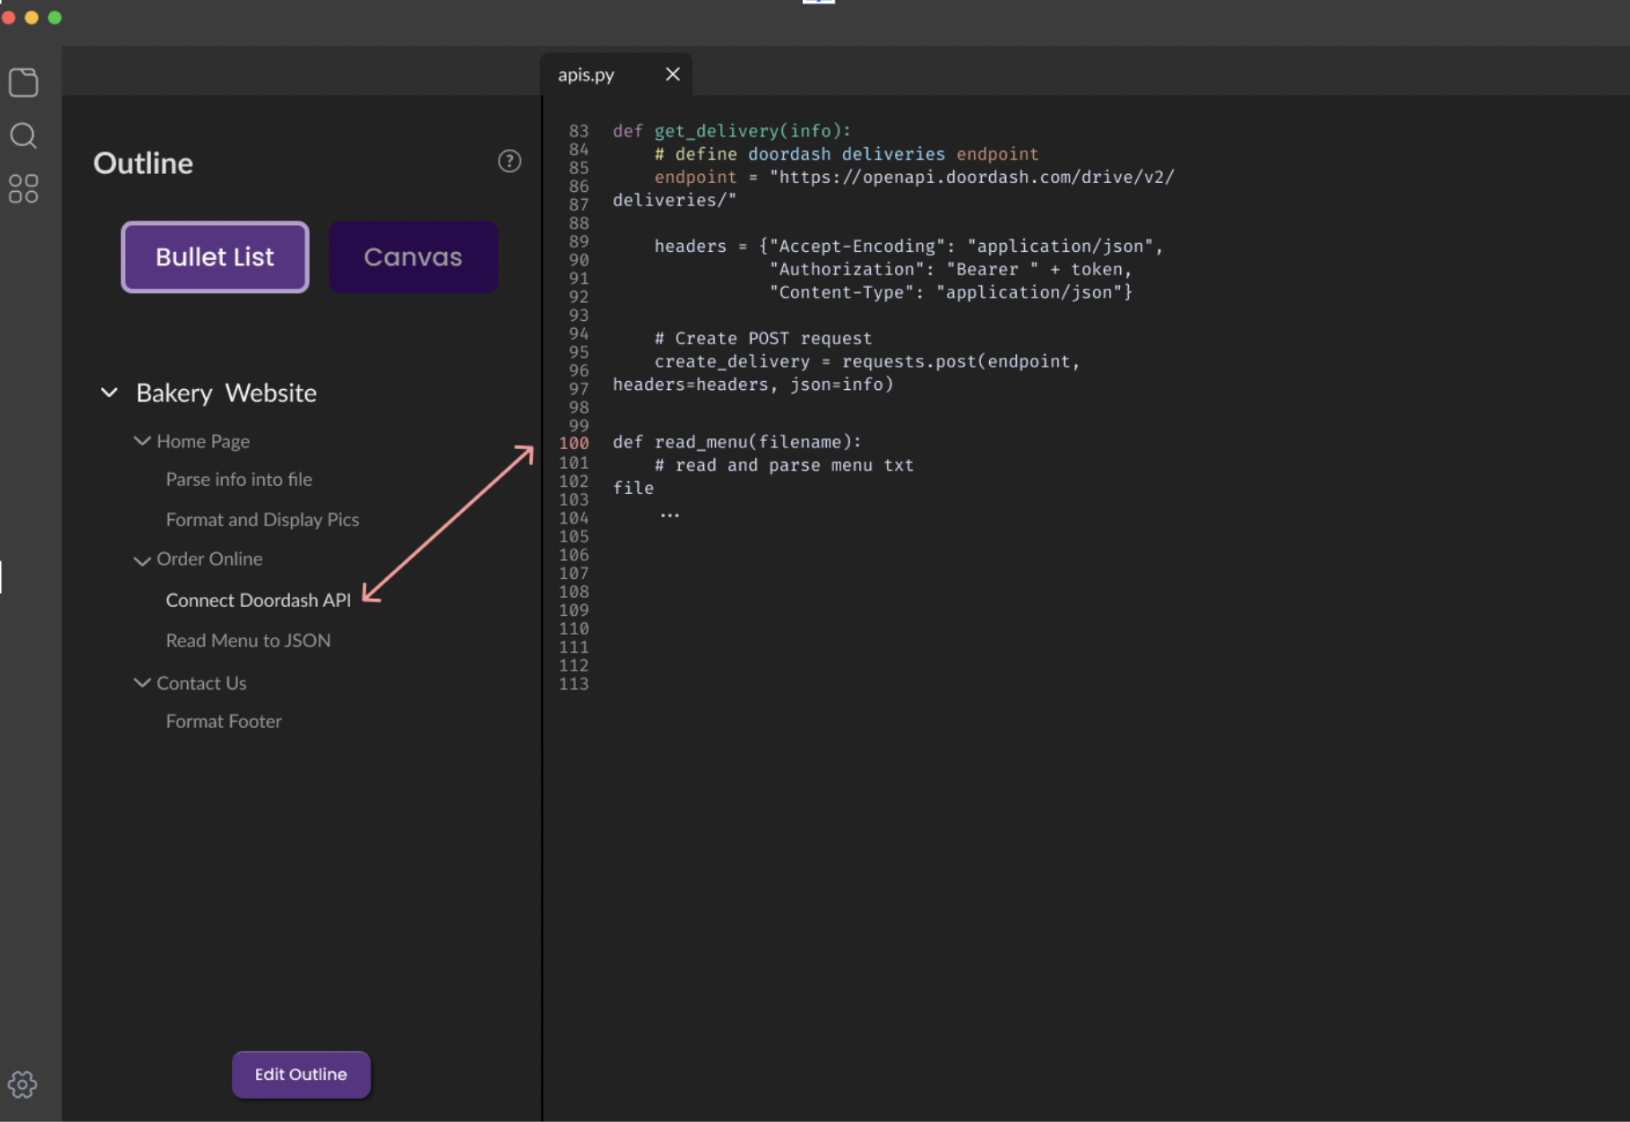 apis.py
Outline
?
Bullet List
Canvas
Bakery Website
Home Page
Parse info into file
Format and Display Pics
Order Online
Connect Doordash API
Read Menu to JSON
Contact Us
Format Footer
Edit Outline
83
84
85
86
87
88
89
90
91
92
93
94
95
96
97
98
99
100
101
102
103
104
105
106
107
108
109
110
111
112
113
def get_delivery(info):
    # define doordash deliveries endpoint
    endpoint = "https://openapi.doordash.com/drive/v2/
deliveries/"
    headers = {"Accept-Encoding": "application/json",
               "Authorization": "Bearer " + token,
               "Content-Type": "application/json"}
    # Create POST request
    create_delivery = requests.post(endpoint,
headers=headers, json=info)
def read_menu(filename):
    # read and parse menu txt
file
    ...